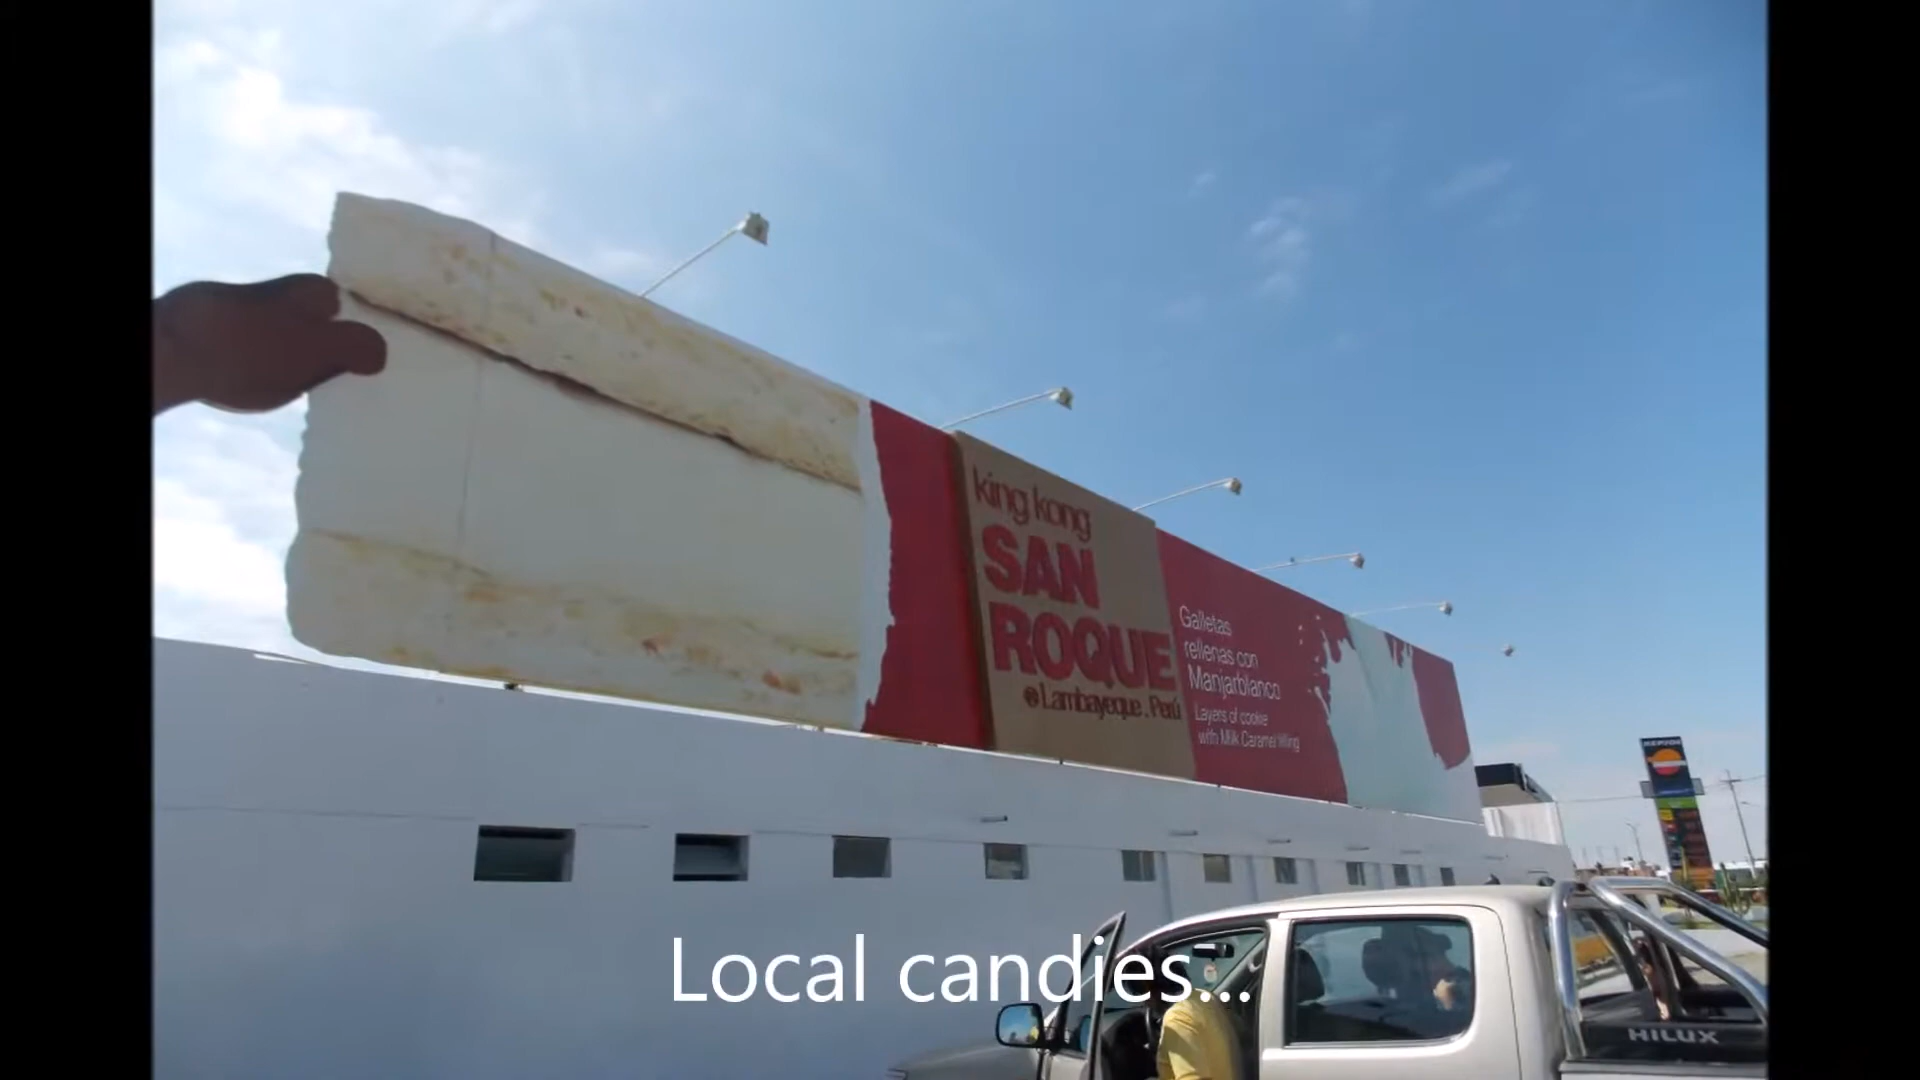 king kong
SAN
ROQUE
Lambayeque . Perú
Galletas
rellenas con
Manjarblanco
Layers of cookie
with Milk Caramel filling
REPSOL
Local candies...
HILUX